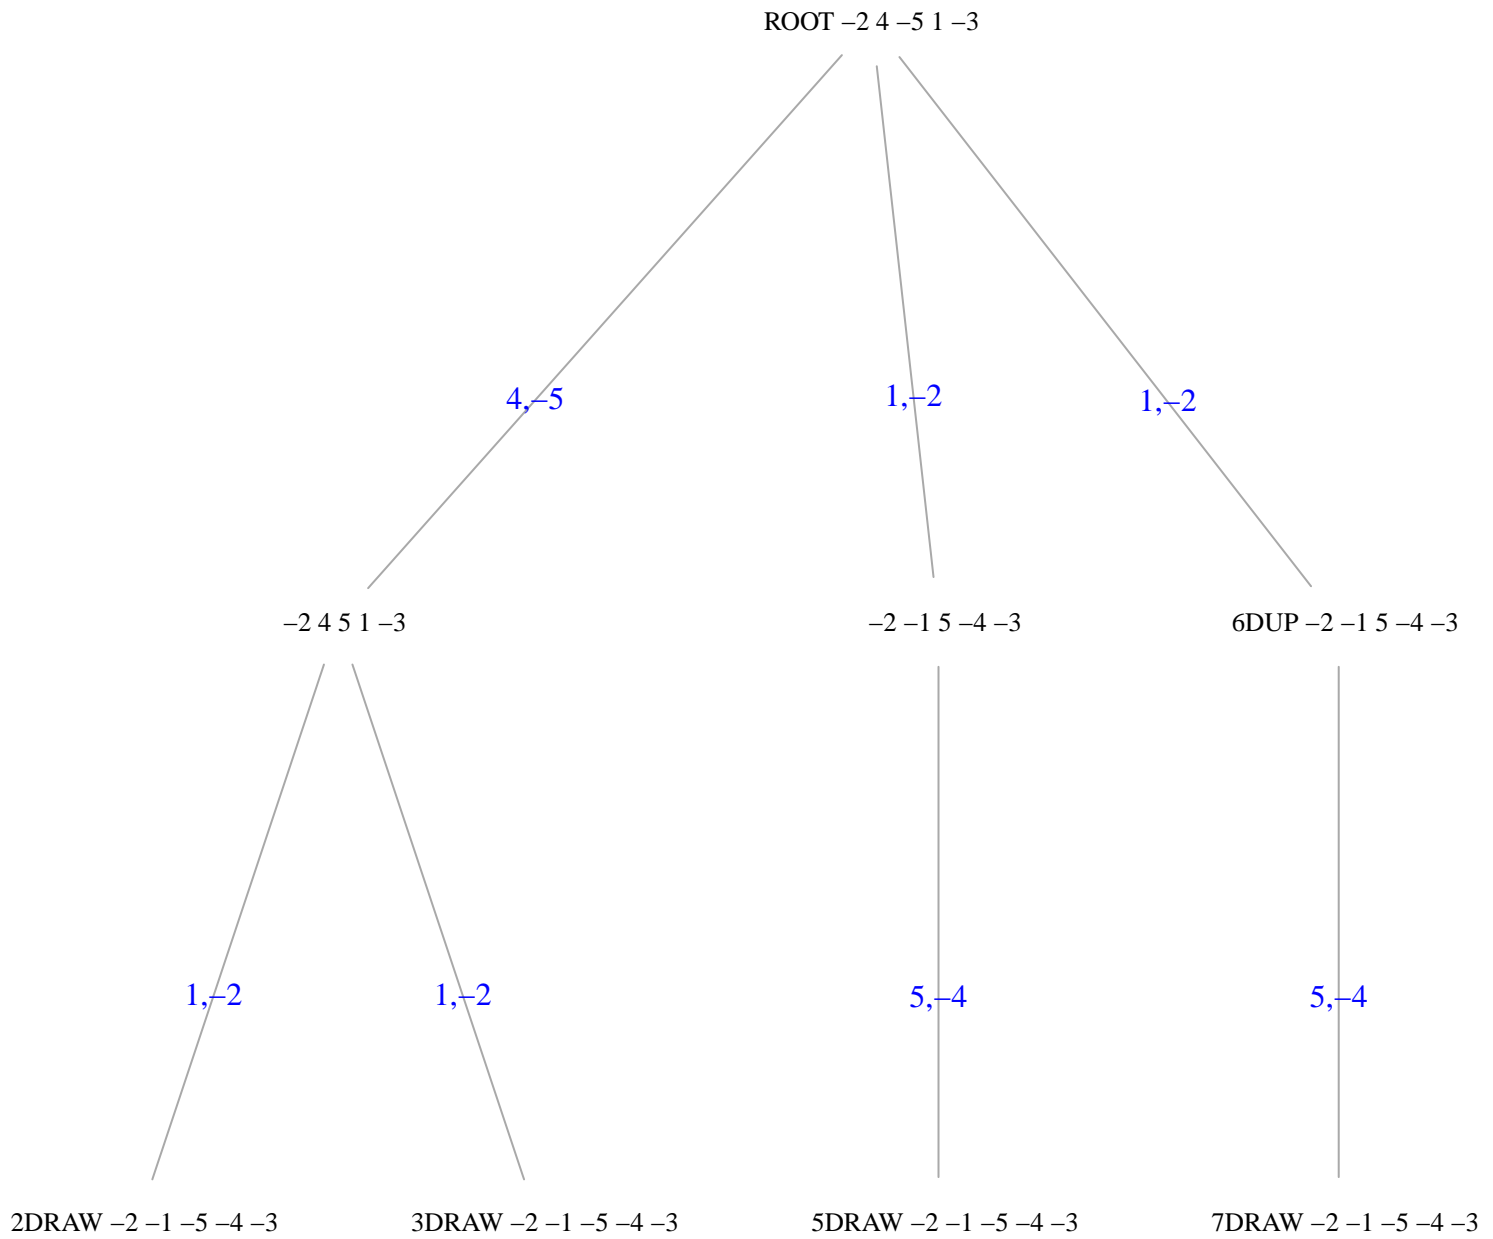 ROOT –2 4 –5 1 –3
4,–5
1,–2
1,–2
–2 4 5 1 –3
–2 –1 5 –4 –3
6DUP –2 –1 5 –4 –3
1,–2
1,–2
5,–4
5,–4
2DRAW –2 –1 –5 –4 –3
3DRAW –2 –1 –5 –4 –3
5DRAW –2 –1 –5 –4 –3
7DRAW –2 –1 –5 –4 –3